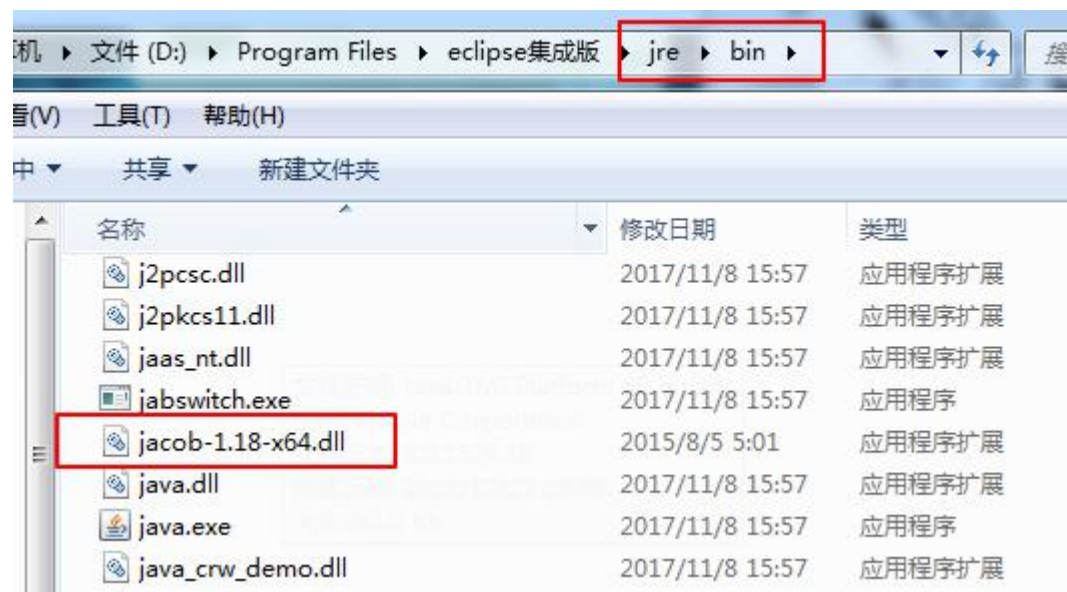 机 ▸ 文件 (D:) ▸ Program Files ▸ eclipse集成版 ▸ jre ▸ bin ▸
看(V) 工具(T) 帮助(H)
中 ▼ 共享 ▼ 新建文件夹
名称 修改日期 类型
j2pcsc.dll 2017/11/8 15:57 应用程序扩展
j2pkcs11.dll 2017/11/8 15:57 应用程序扩展
jaas_nt.dll 2017/11/8 15:57 应用程序扩展
jabswitch.exe 2017/11/8 15:57 应用程序
jacob-1.18-x64.dll 2015/8/5 5:01 应用程序扩展
java.dll 2017/11/8 15:57 应用程序扩展
java.exe 2017/11/8 15:57 应用程序
java_crw_demo.dll 2017/11/8 15:57 应用程序扩展